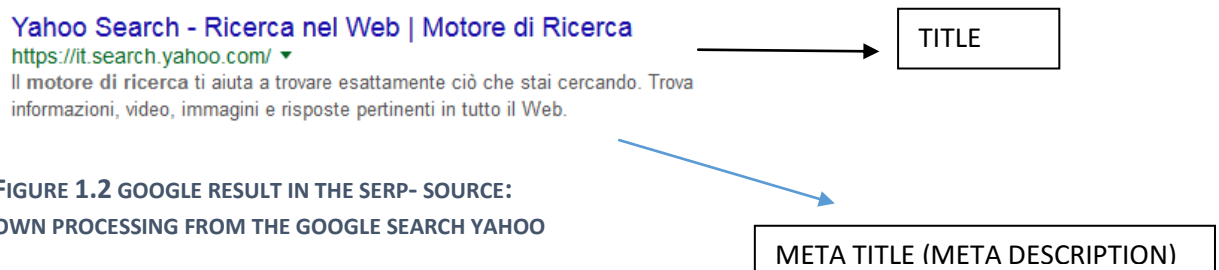 Yahoo Search - Ricerca nel Web | Motore di Ricerca
https://it.search.yahoo.com/
Il motore di ricerca ti aiuta a trovare esattamente ciò che stai cercando. Trova
informazioni, video, immagini e risposte pertinenti in tutto il Web.
TITLE
FIGURE 1.2 GOOGLE RESULT IN THE SERP- SOURCE:
OWN PROCESSING FROM THE GOOGLE SEARCH YAHOO
META TITLE (META DESCRIPTION)